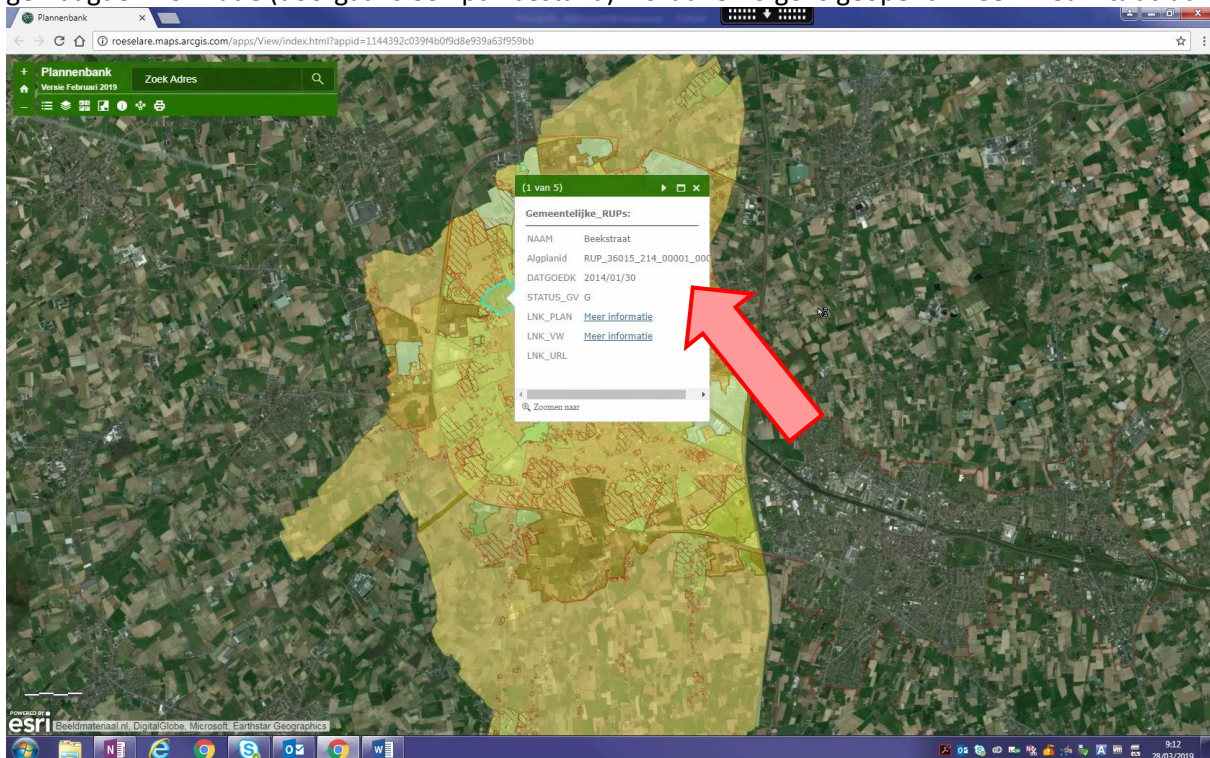 Plannenbank
roeselare.maps.arcgis.com/apps/View/index.html?appid=1144392c039f4b0f9d8e939a63f959bb
+ Plannenbank
Versie Februari 2019
Zoek Adres
(1 van 5)
Gemeentelijke_RUPs:
NAAM Beekstraat
Algplanid RUP_36015_214_00001_000
DATGOEDK 2014/01/30
STATUS_GV G
LNK_PLAN Meer informatie
LNK_VW Meer informatie
LNK_URL
Zoomen naar
POWERED BY
esri
Beeldmateriaal.nl, DigitalGlobe, Microsoft, Earthstar Geographics
9:12
28/03/2019